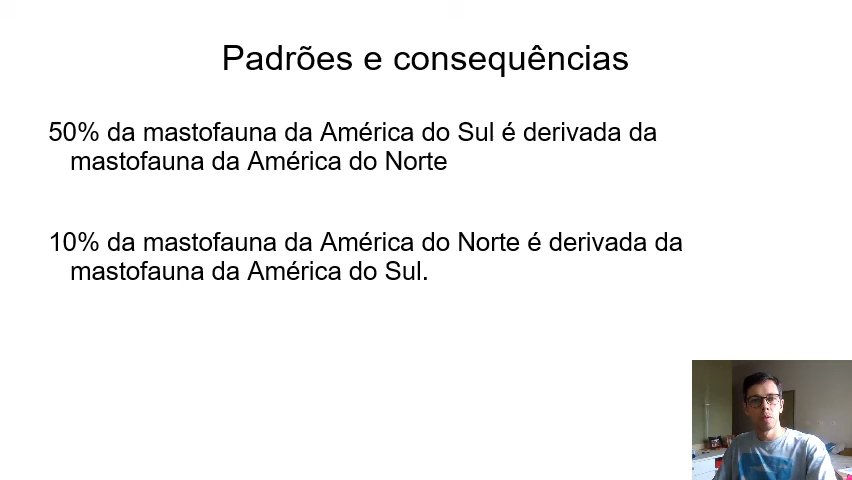 Padrões e consequências
50% da mastofauna da América do Sul é derivada da
mastofauna da América do Norte
10% da mastofauna da América do Norte é derivada da
mastofauna da América do Sul.